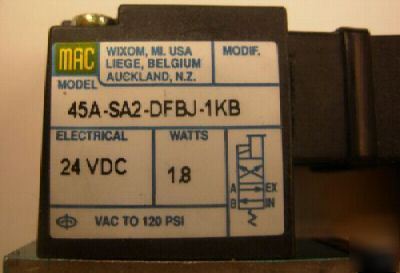 MAC
WIXOM, MI. USA
LIEGE, BELGIUM
AUCKLAND, N.Z.
MODIF.
MODEL
45A-SA2-DFBJ-1KB
ELECTRICAL
WATTS
24 VDC
1.8
A
EX
B
IN
VAC TO 120 PSI